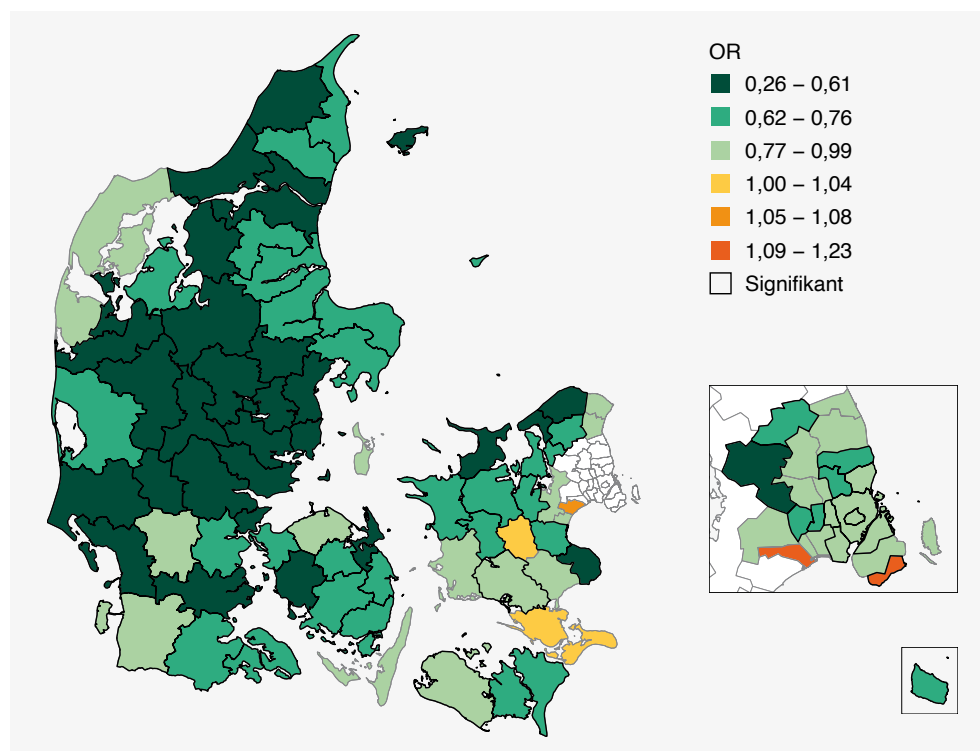 OR
0,26 – 0,61
0,62 – 0,76
0,77 – 0,99
1,00 – 1,04
1,05 – 1,08
1,09 – 1,23
Signifikant